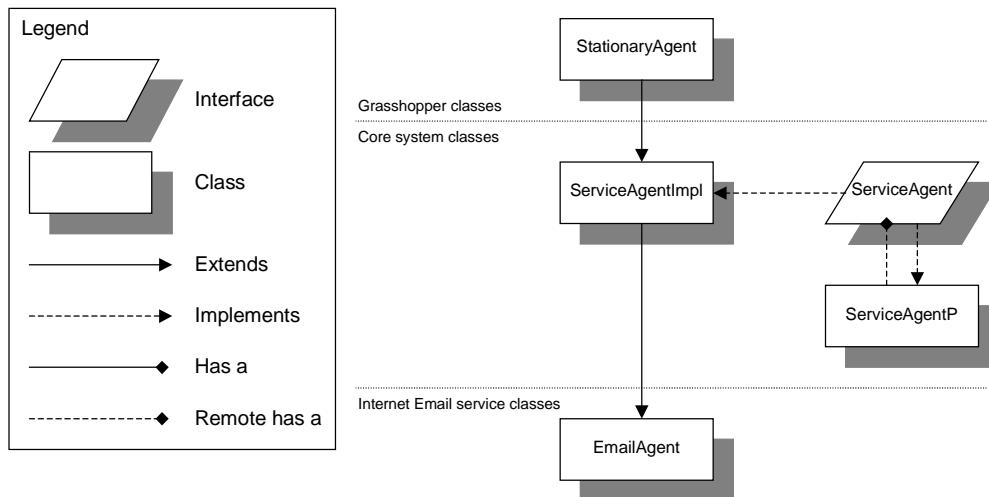 Legend
Interface
Class
Extends
Implements
Has a
Remote has a
StationaryAgent
Grasshopper classes
Core system classes
ServiceAgentImpl
ServiceAgent
ServiceAgentP
Internet Email service classes
EmailAgent